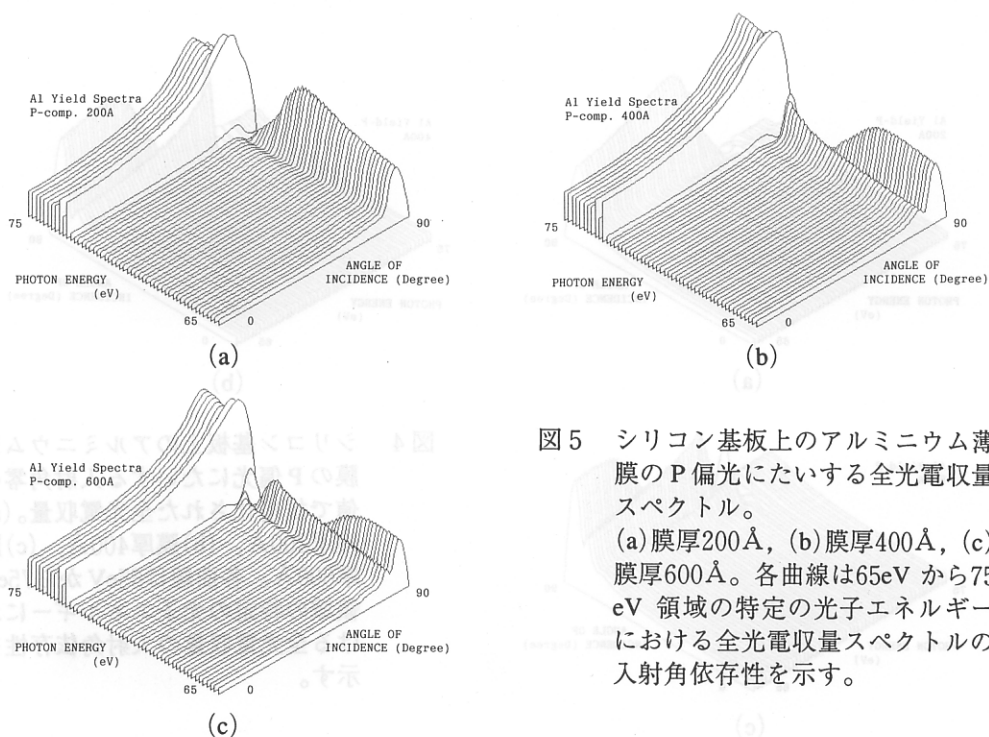 Al Yield Spectra
P-comp. 200A
75
90
PHOTON ENERGY
(eV)
ANGLE OF
INCIDENCE (Degree)
65
0
(a)
Al Yield Spectra
P-comp. 400A
75
90
PHOTON ENERGY
(eV)
ANGLE OF
INCIDENCE (Degree)
65
0
(b)
Al Yield Spectra
P-comp. 600A
75
90
PHOTON ENERGY
(eV)
ANGLE OF
INCIDENCE (Degree)
65
0
(c)
図5 シリコン基板上のアルミニウム薄
膜のP偏光にたいする全光電収量
スペクトル。
(a)膜厚200Å, (b)膜厚400Å, (c)
膜厚600Å。各曲線は65eV から75
eV 領域の特定の光子エネルギー
における全光電収量スペクトルの
入射角依存性を示す。